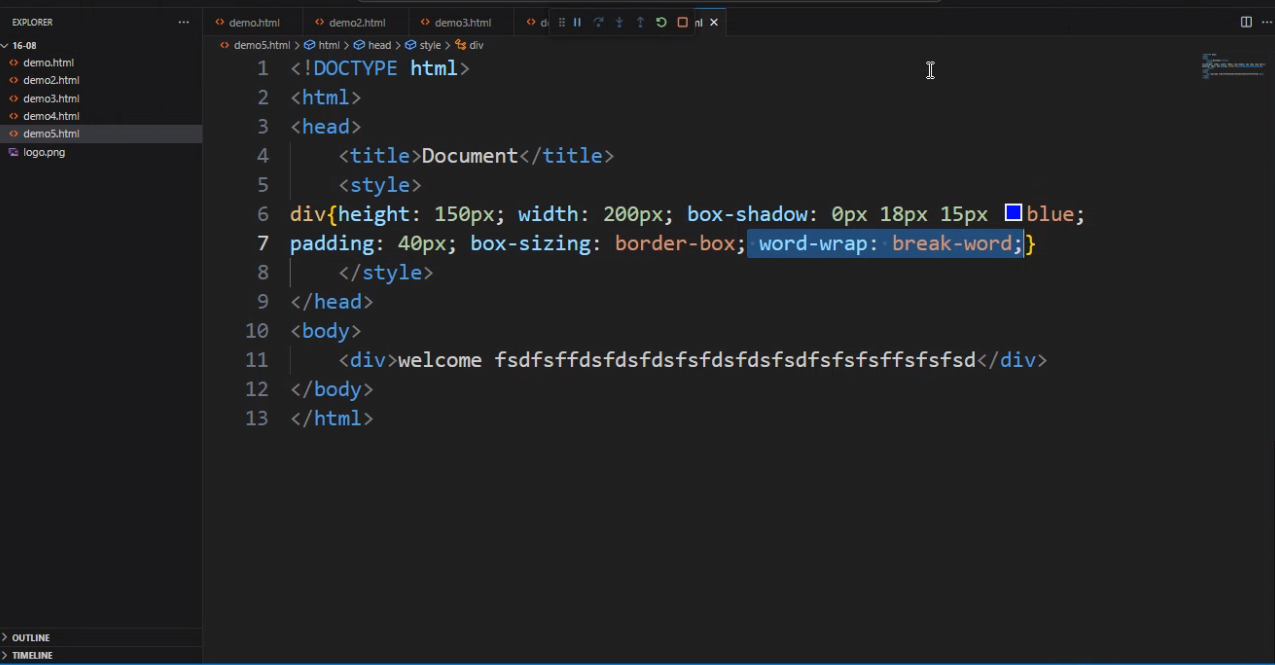 EXPLORER
16-08
demo.html
demo2.html
demo3.html
demo4.html
demo5.html
logo.png
OUTLINE
TIMELINE
demo.html demo2.html demo3.html
demo5.html > html > head > style > div
1 <!DOCTYPE html>
2 <html>
3 <head>
4 <title>Document</title>
5 <style>
6 div{height: 150px; width: 200px; box-shadow: 0px 18px 15px blue;
7 padding: 40px; box-sizing: border-box; word-wrap: break-word;}
8 </style>
9 </head>
10 <body>
11 <div>welcome fsdfsffdsfdsfdsfsfdsfdsfsdfsfsfsffsfsfsd</div>
12 </body>
13 </html>